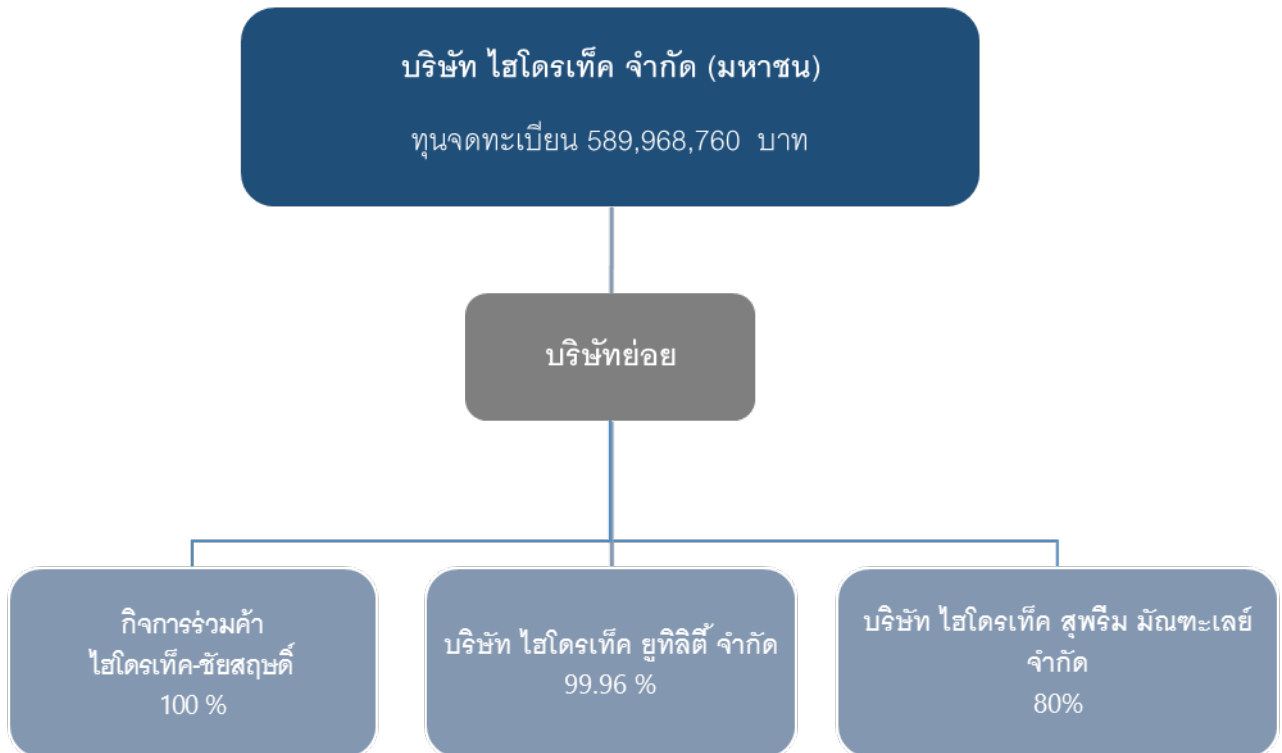 บริษัท ไฮโดรเท็ค จำกัด (มหาชน)
ทุนจดทะเบียน 589,968,760 บาท
บริษัทย่อย
กิจการร่วมค้า
ไฮโดรเท็ค-ชัยสฤษดิ์
100 %
บริษัท ไฮโดรเท็ค ยูทิลิตี้ จำกัด
99.96 %
บริษัท ไฮโดรเท็ค สุพรีม มัณฑะเลย์
จำกัด
80%